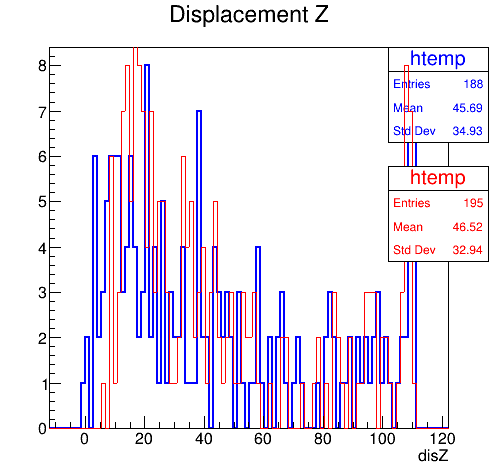 Displacement Z
htemp
Entries 188
Mean 45.69
Std Dev 34.93
htemp
Entries 195
Mean 46.52
Std Dev 32.94
8
7
6
5
4
3
2
1
0
0 20 40 60 80 100 120
disZ